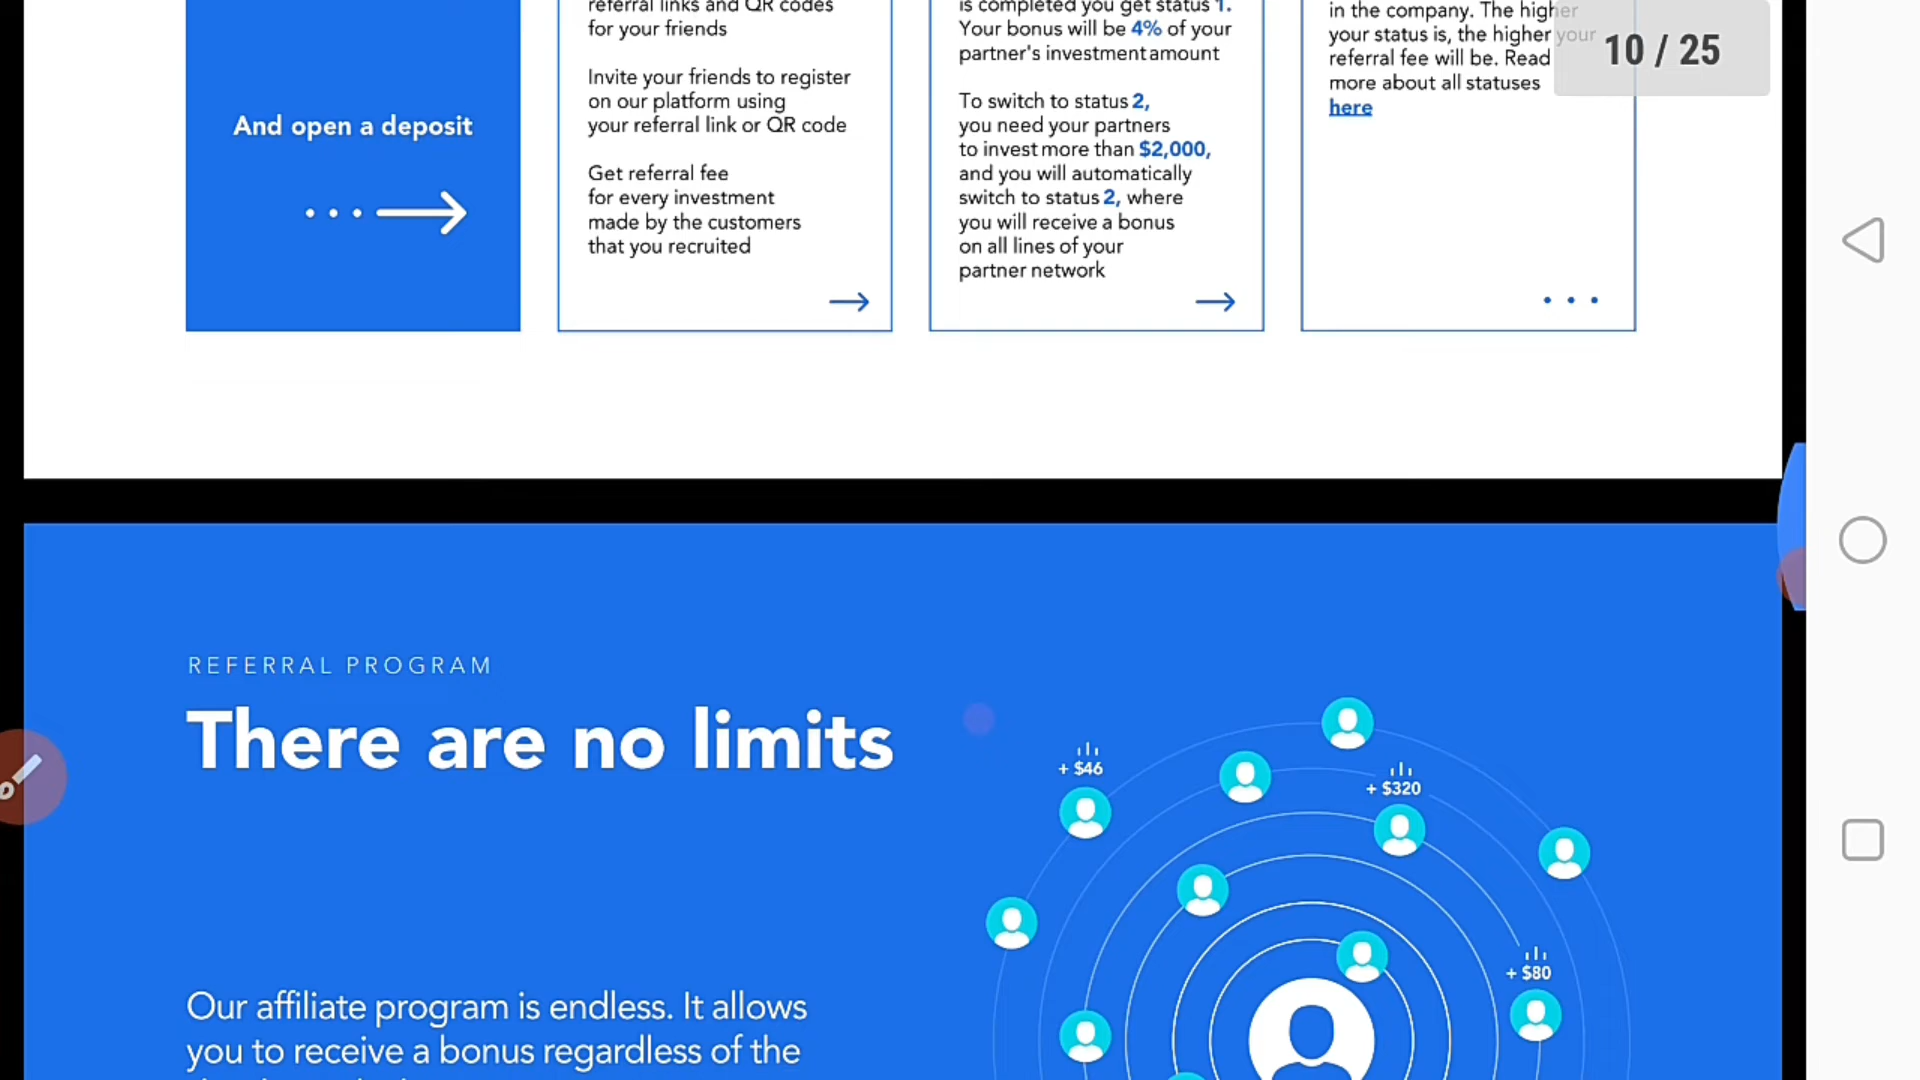 And open a deposit
referral links and QR codes
for your friends
Invite your friends to register
on our platform using
your referral link or QR code
Get referral fee
for every investment
made by the customers
that you recruited
is completed you get status 1.
Your bonus will be 4% of your
partner's investment amount
To switch to status 2,
you need your partners
to invest more than $2,000,
and you will automatically
switch to status 2, where
you will receive a bonus
on all lines of your
partner network
in the company. The higher
your status is, the higher your
referral fee will be. Read
more about all statuses
here
10 / 25
REFERRAL PROGRAM
There are no limits
+ $46
+ $320
+ $80
Our affiliate program is endless. It allows
you to receive a bonus regardless of the